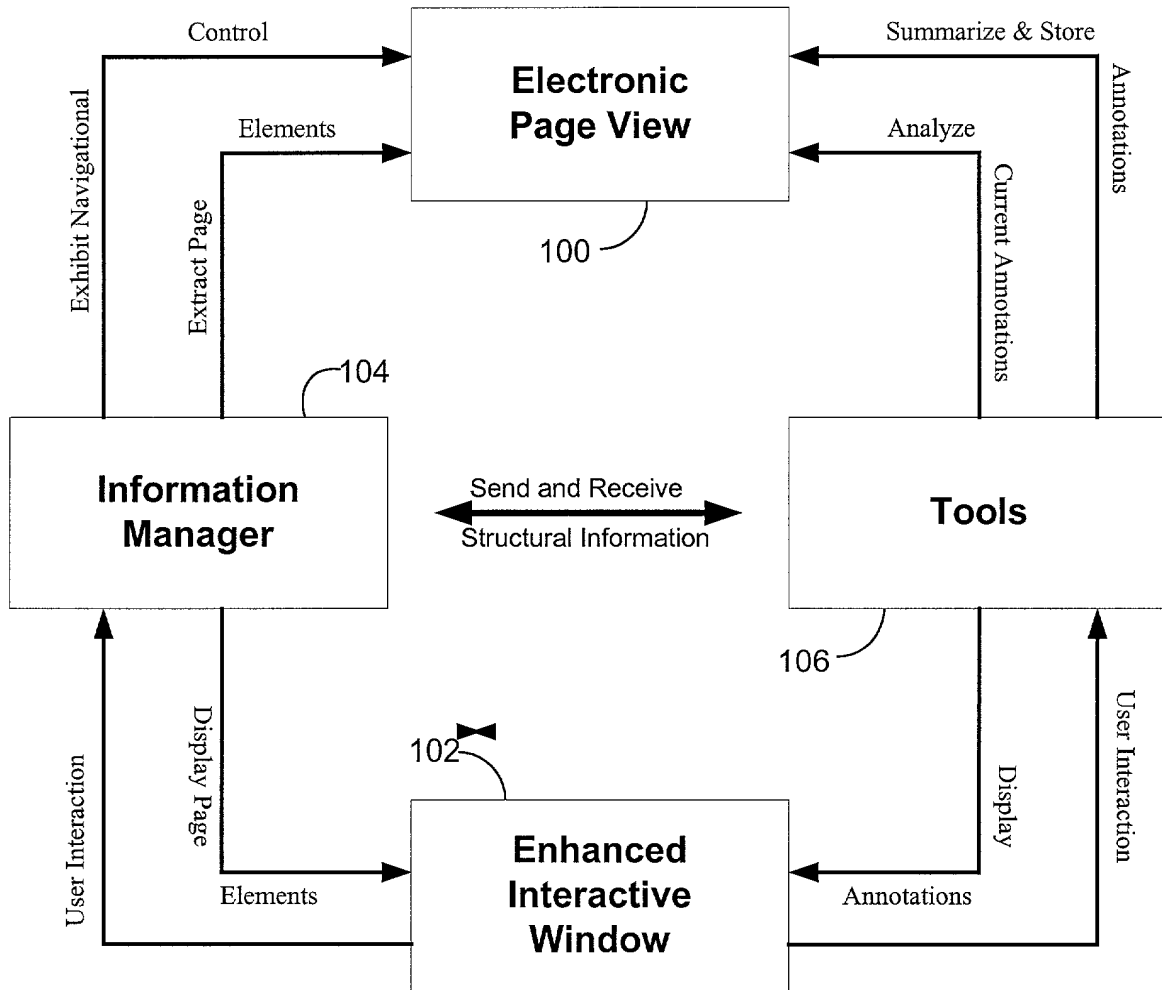 Control
Summarize & Store
Electronic
Page View
Elements
Analyze
Exhibit Navigational
Extract Page
Current Annotations
Annotations
100
104
Information
Manager
Send and Receive
Structural Information
Tools
106
User Interaction
Display Page
102
Display
User Interaction
Enhanced
Interactive
Window
Elements
Annotations